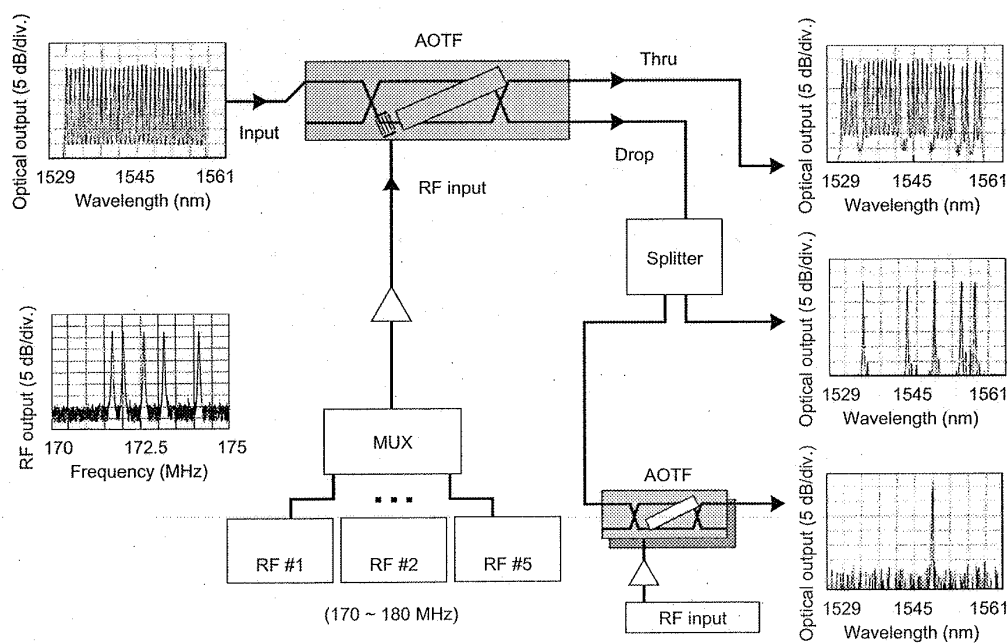 AOTF
Optical output (5 dB/div.)
1529 1545 1561
Wavelength (nm)
Input
Thru
Drop
RF input
Optical output (5 dB/div.)
1529 1545 1561
Wavelength (nm)
Splitter
Optical output (5 dB/div.)
1529 1545 1561
Wavelength (nm)
RF output (5 dB/div.)
170 172.5 175
Frequency (MHz)
MUX
RF #1
RF #2
RF #5
(170 ~ 180 MHz)
AOTF
RF input
Optical output (5 dB/div.)
1529 1545 1561
Wavelength (nm)